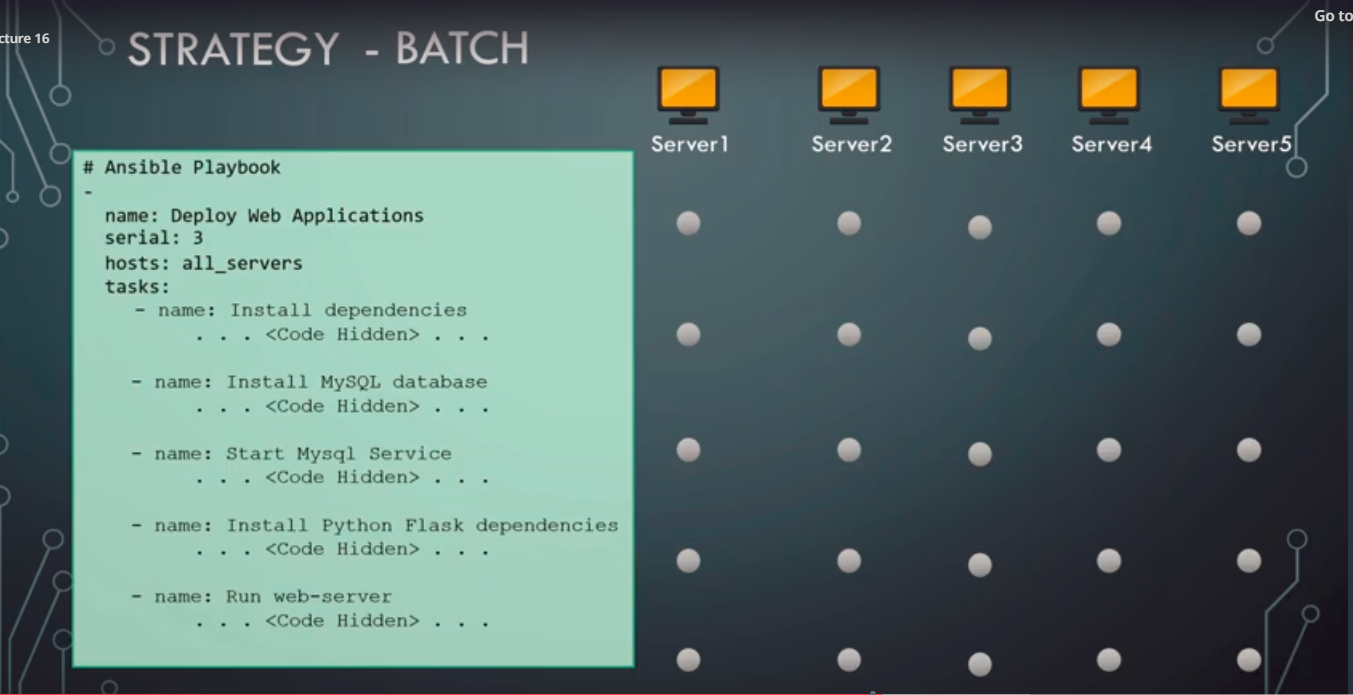 cture 16
Go to
STRATEGY - BATCH
Server1 Server2 Server3 Server4 Server5
# Ansible Playbook
-
name: Deploy Web Applications
serial: 3
hosts: all_servers
tasks:
- name: Install dependencies
. . . <Code Hidden> . . .
- name: Install MySQL database
. . . <Code Hidden> . . .
- name: Start Mysql Service
. . . <Code Hidden> . . .
- name: Install Python Flask dependencies
. . . <Code Hidden> . . .
- name: Run web-server
. . . <Code Hidden> . . .